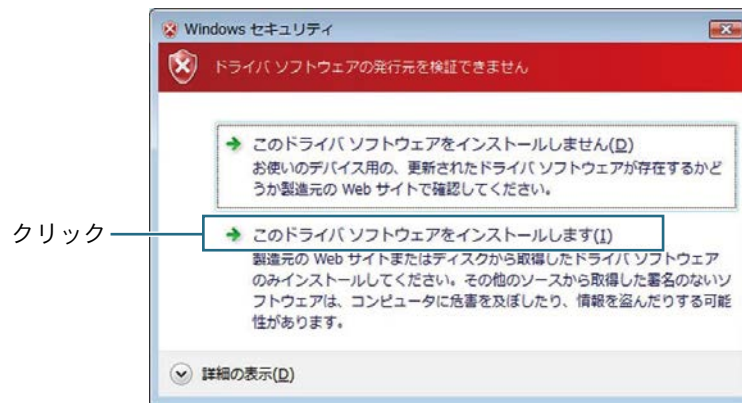 Windows セキュリティ
ドライバ ソフトウェアの発行元を検証できません
このドライバ ソフトウェアをインストールしません(D)
お使いのデバイス用の、更新されたドライバ ソフトウェアが存在するかど
うか製造元の Web サイトで確認してください。
クリック
このドライバ ソフトウェアをインストールします(I)
製造元の Web サイトまたはディスクから取得したドライバ ソフトウェア
のみインストールしてください。その他のソースから取得した署名のないソ
フトウェアは、コンピュータに危害を及ぼしたり、情報を盗んだりする可能
性があります。
詳細の表示(D)